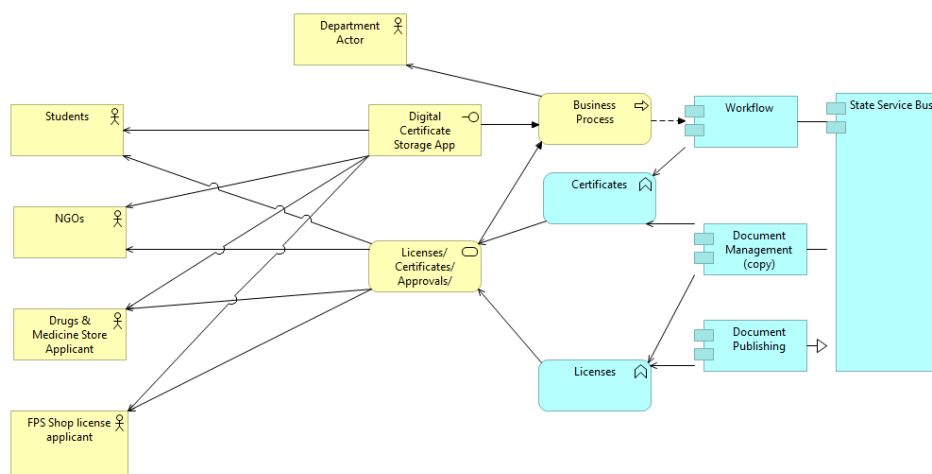 Department
Actor
Students
Digital
Certificate
Storage App
Business
Process
Workflow
State Service Bus
Certificates
NGOs
Document
Management
(copy)
Licenses/
Certificates/
Approvals/
Drugs &
Medicine Store
Applicant
Document
Publishing
Licenses
FPS Shop license
applicant